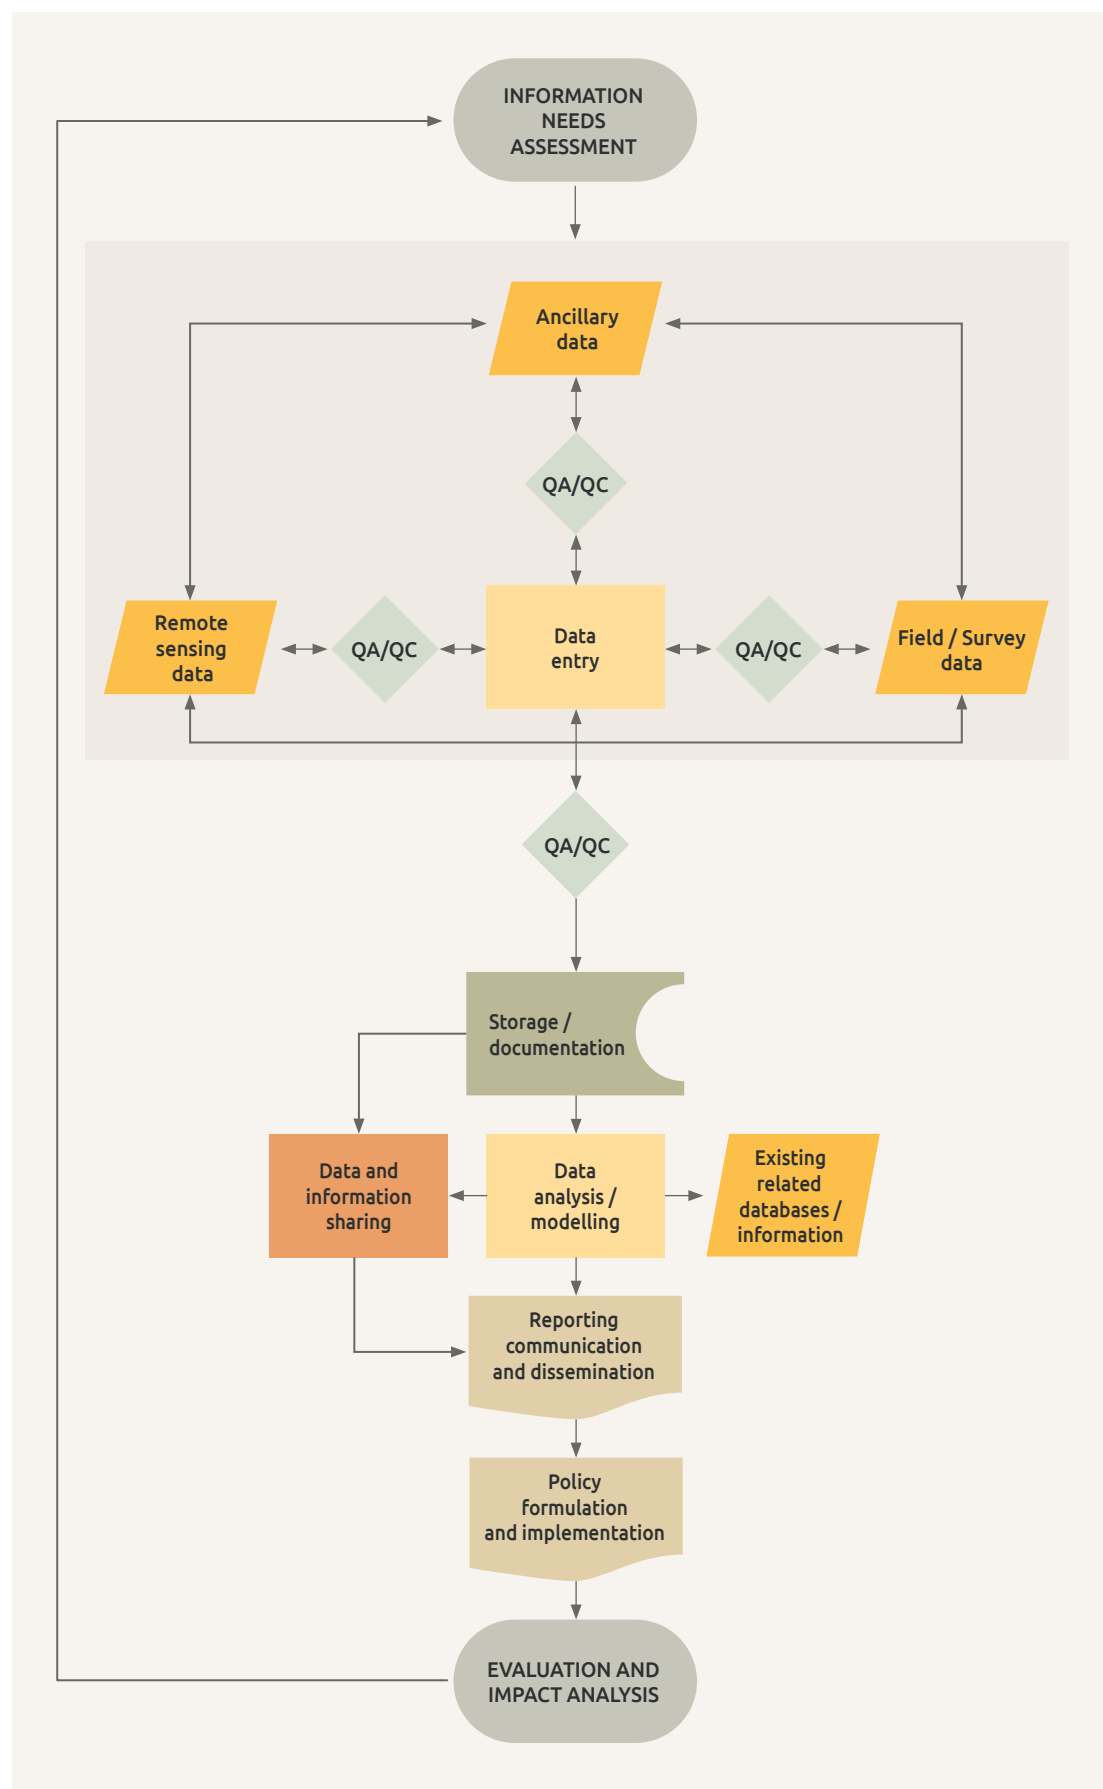 INFORMATION
NEEDS
ASSESSMENT
Ancillary
data
QA/QC
Remote
sensing
data
QA/QC
Data
entry
QA/QC
Field / Survey
data
QA/QC
Storage /
documentation
Data and
information
sharing
Data
analysis /
modelling
Existing
related
databases /
information
Reporting
communication
and dissemination
Policy
formulation
and implementation
EVALUATION AND
IMPACT ANALYSIS